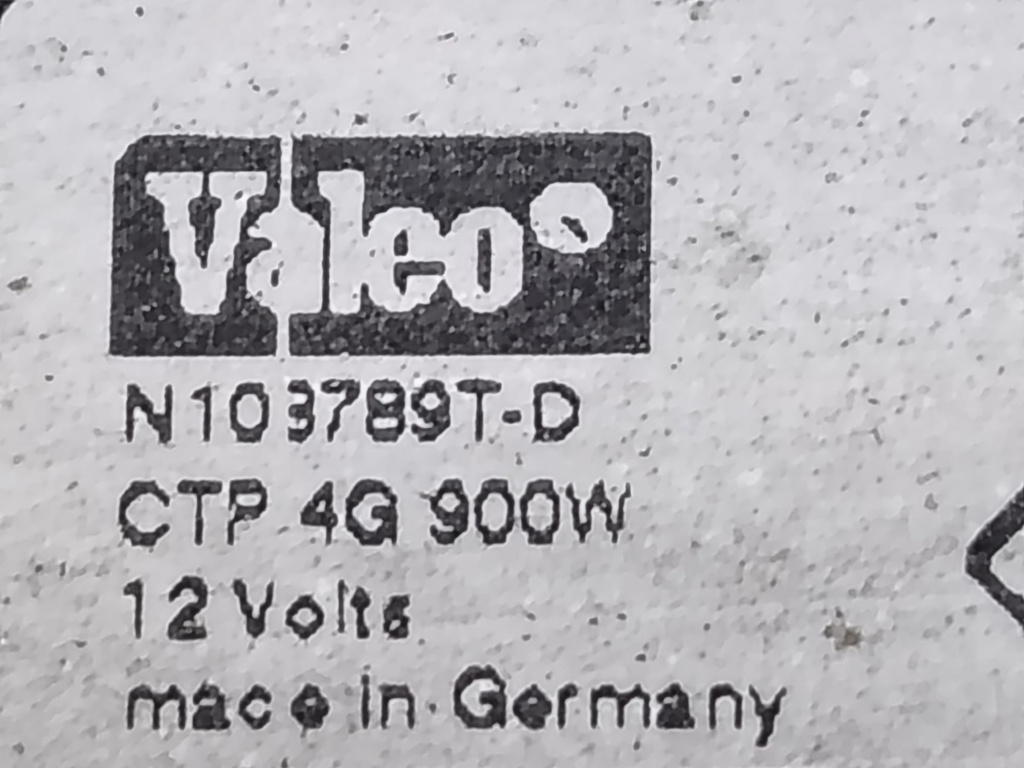 Valeo
N103789T-D
CTP 4G 900W
12 Volts
made in Germany